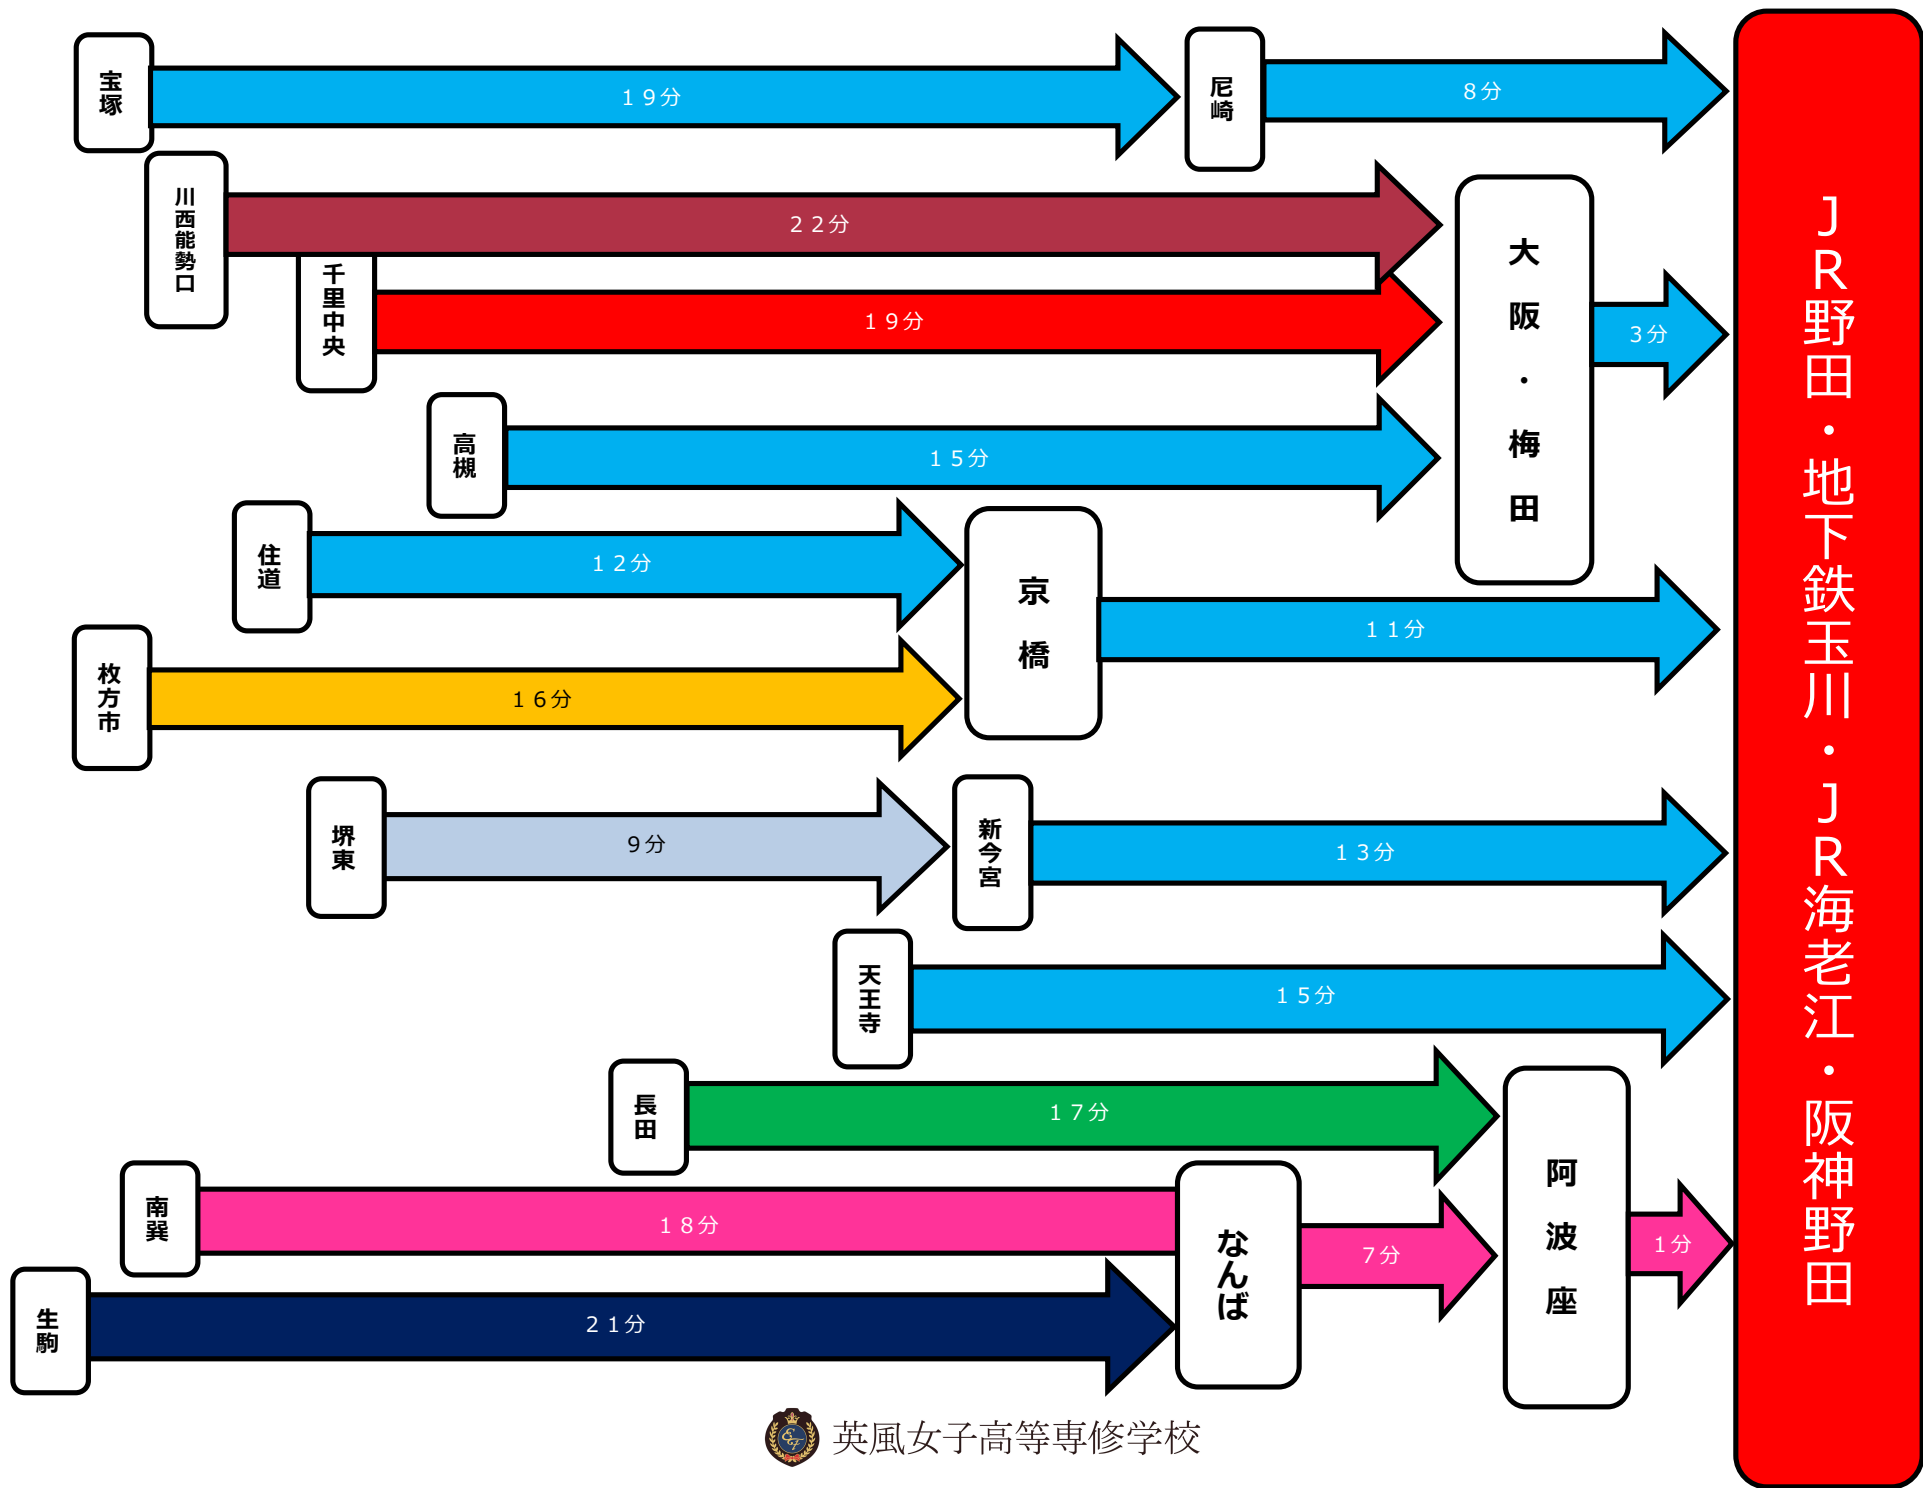 宝塚
１９分
尼崎
８分
川西能勢口
２２分
千里中央
１９分
高槻
１５分
大阪・梅田
３分
住道
１２分
京橋
１１分
枚方市
１６分
堺東
９分
新今宮
１３分
天王寺
１５分
長田
１７分
南巽
１８分
なんば
７分
阿波座
１分
生駒
２１分
ＪＲ野田・地下鉄玉川・ＪＲ海老江・阪神野田
英風女子高等専修学校